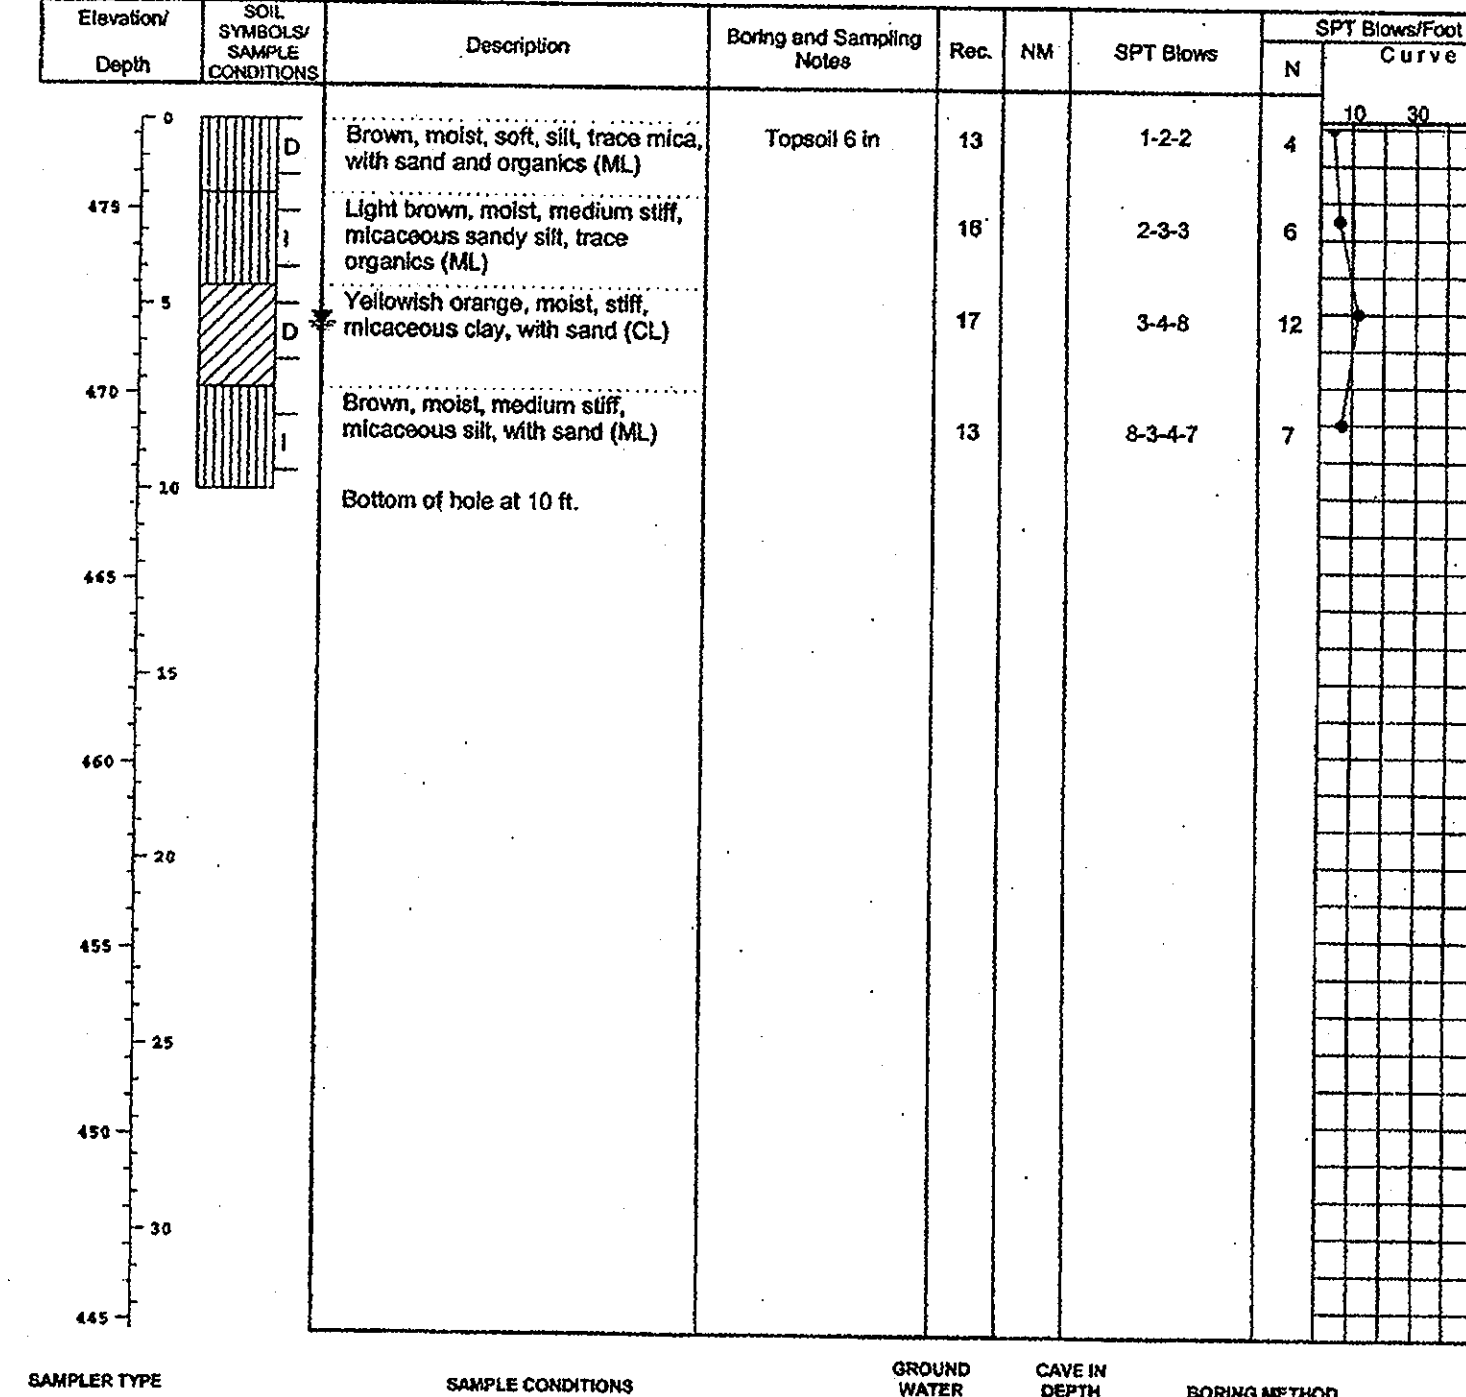 Elevation/
Depth
SOIL
SYMBOLS/
SAMPLE
CONDITIONS
Description
Boring and Sampling
Notes
Rec.
NM
SPT Blows
SPT Blows/Foot
N
Curve
10 30
0
D
Brown, moist, soft, silt, trace mica,
with sand and organics (ML)
Topsoil 6 in
13
1-2-2
4
475
I
Light brown, moist, medium stiff,
micaceous sandy silt, trace
organics (ML)
16
2-3-3
6
5
D
Yellowish orange, moist, stiff,
micaceous clay, with sand (CL)
17
3-4-8
12
470
I
Brown, moist, medium stiff,
micaceous silt, with sand (ML)
13
8-3-4-7
7
10
Bottom of hole at 10 ft.
465
15
460
20
455
25
450
30
445
SAMPLER TYPE
SAMPLE CONDITIONS
GROUND
WATER
CAVE IN
DEPTH
BORING METHOD